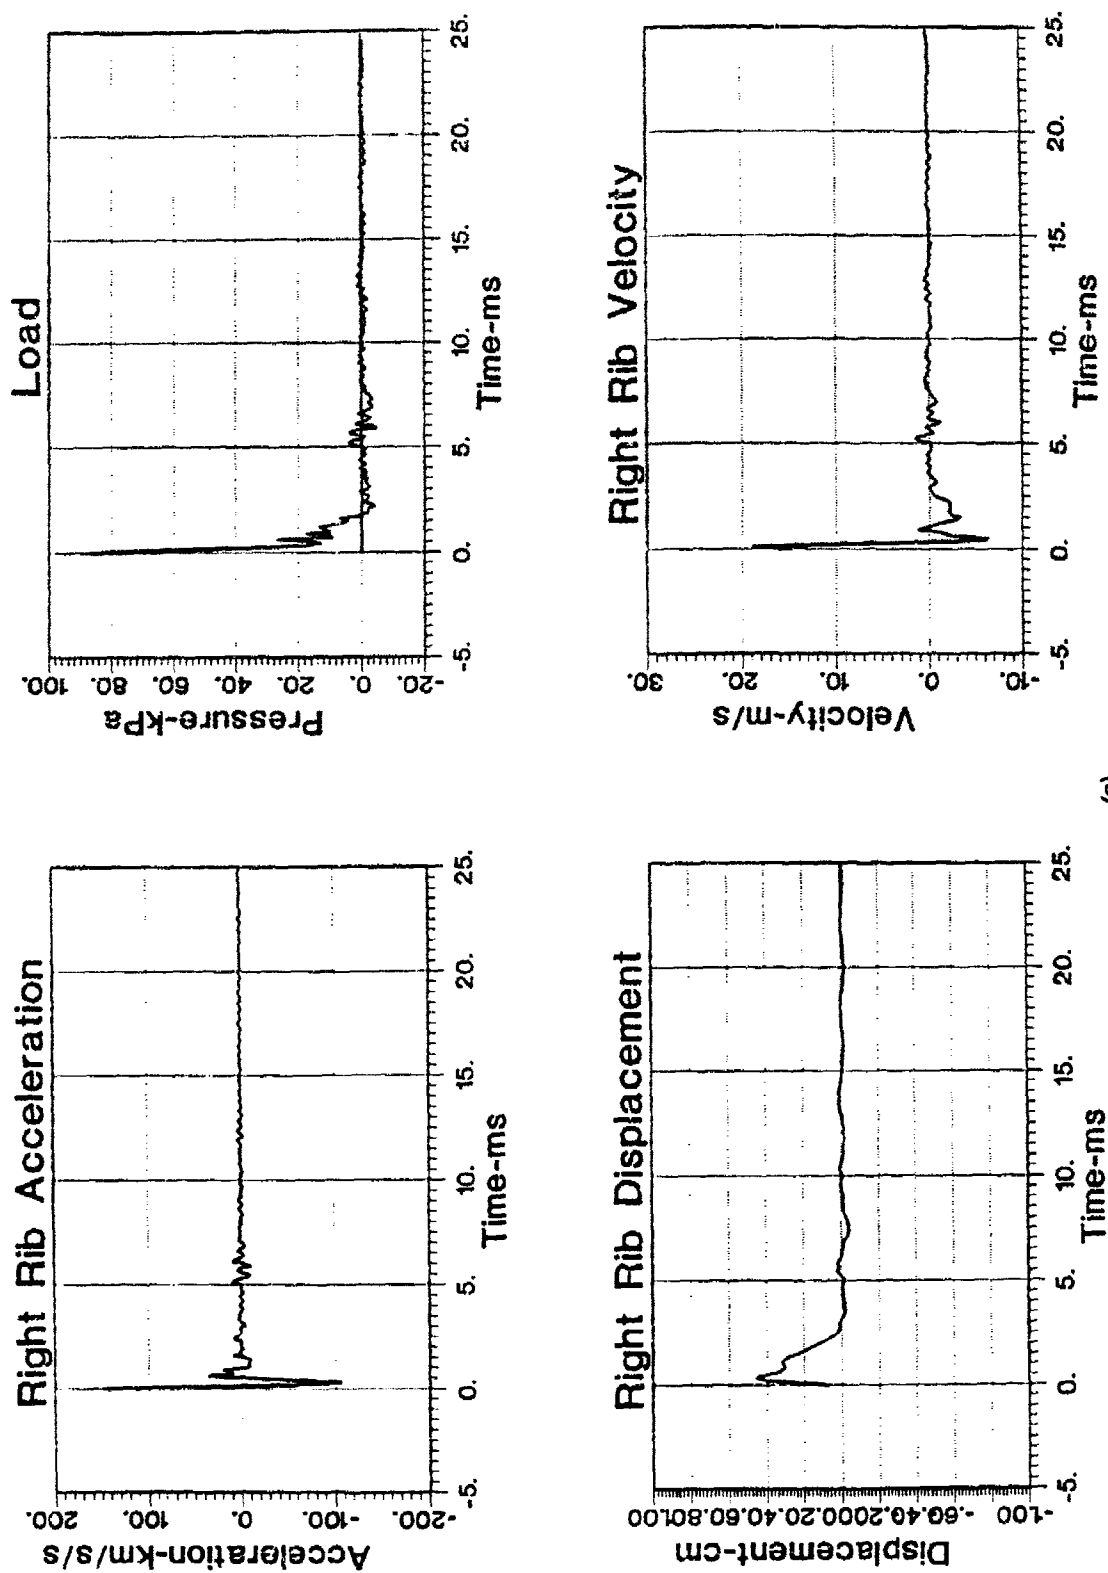 Right Rib Acceleration
Acceleration-km/s/s
200.
100.
0.
-100.
-200.
-5. 0. 5. 10. 15. 20. 25.
Time-ms
Load
Pressure-kPa
100.
80.
60.
40.
20.
0.
-20.
-5. 0. 5. 10. 15. 20. 25.
Time-ms
Right Rib Displacement
Displacement-cm
-5. 0. 5. 10. 15. 20. 25.
Time-ms
Right Rib Velocity
Velocity-m/s
30.
20.
10.
0.
-10.
-5. 0. 5. 10. 15. 20. 25.
Time-ms